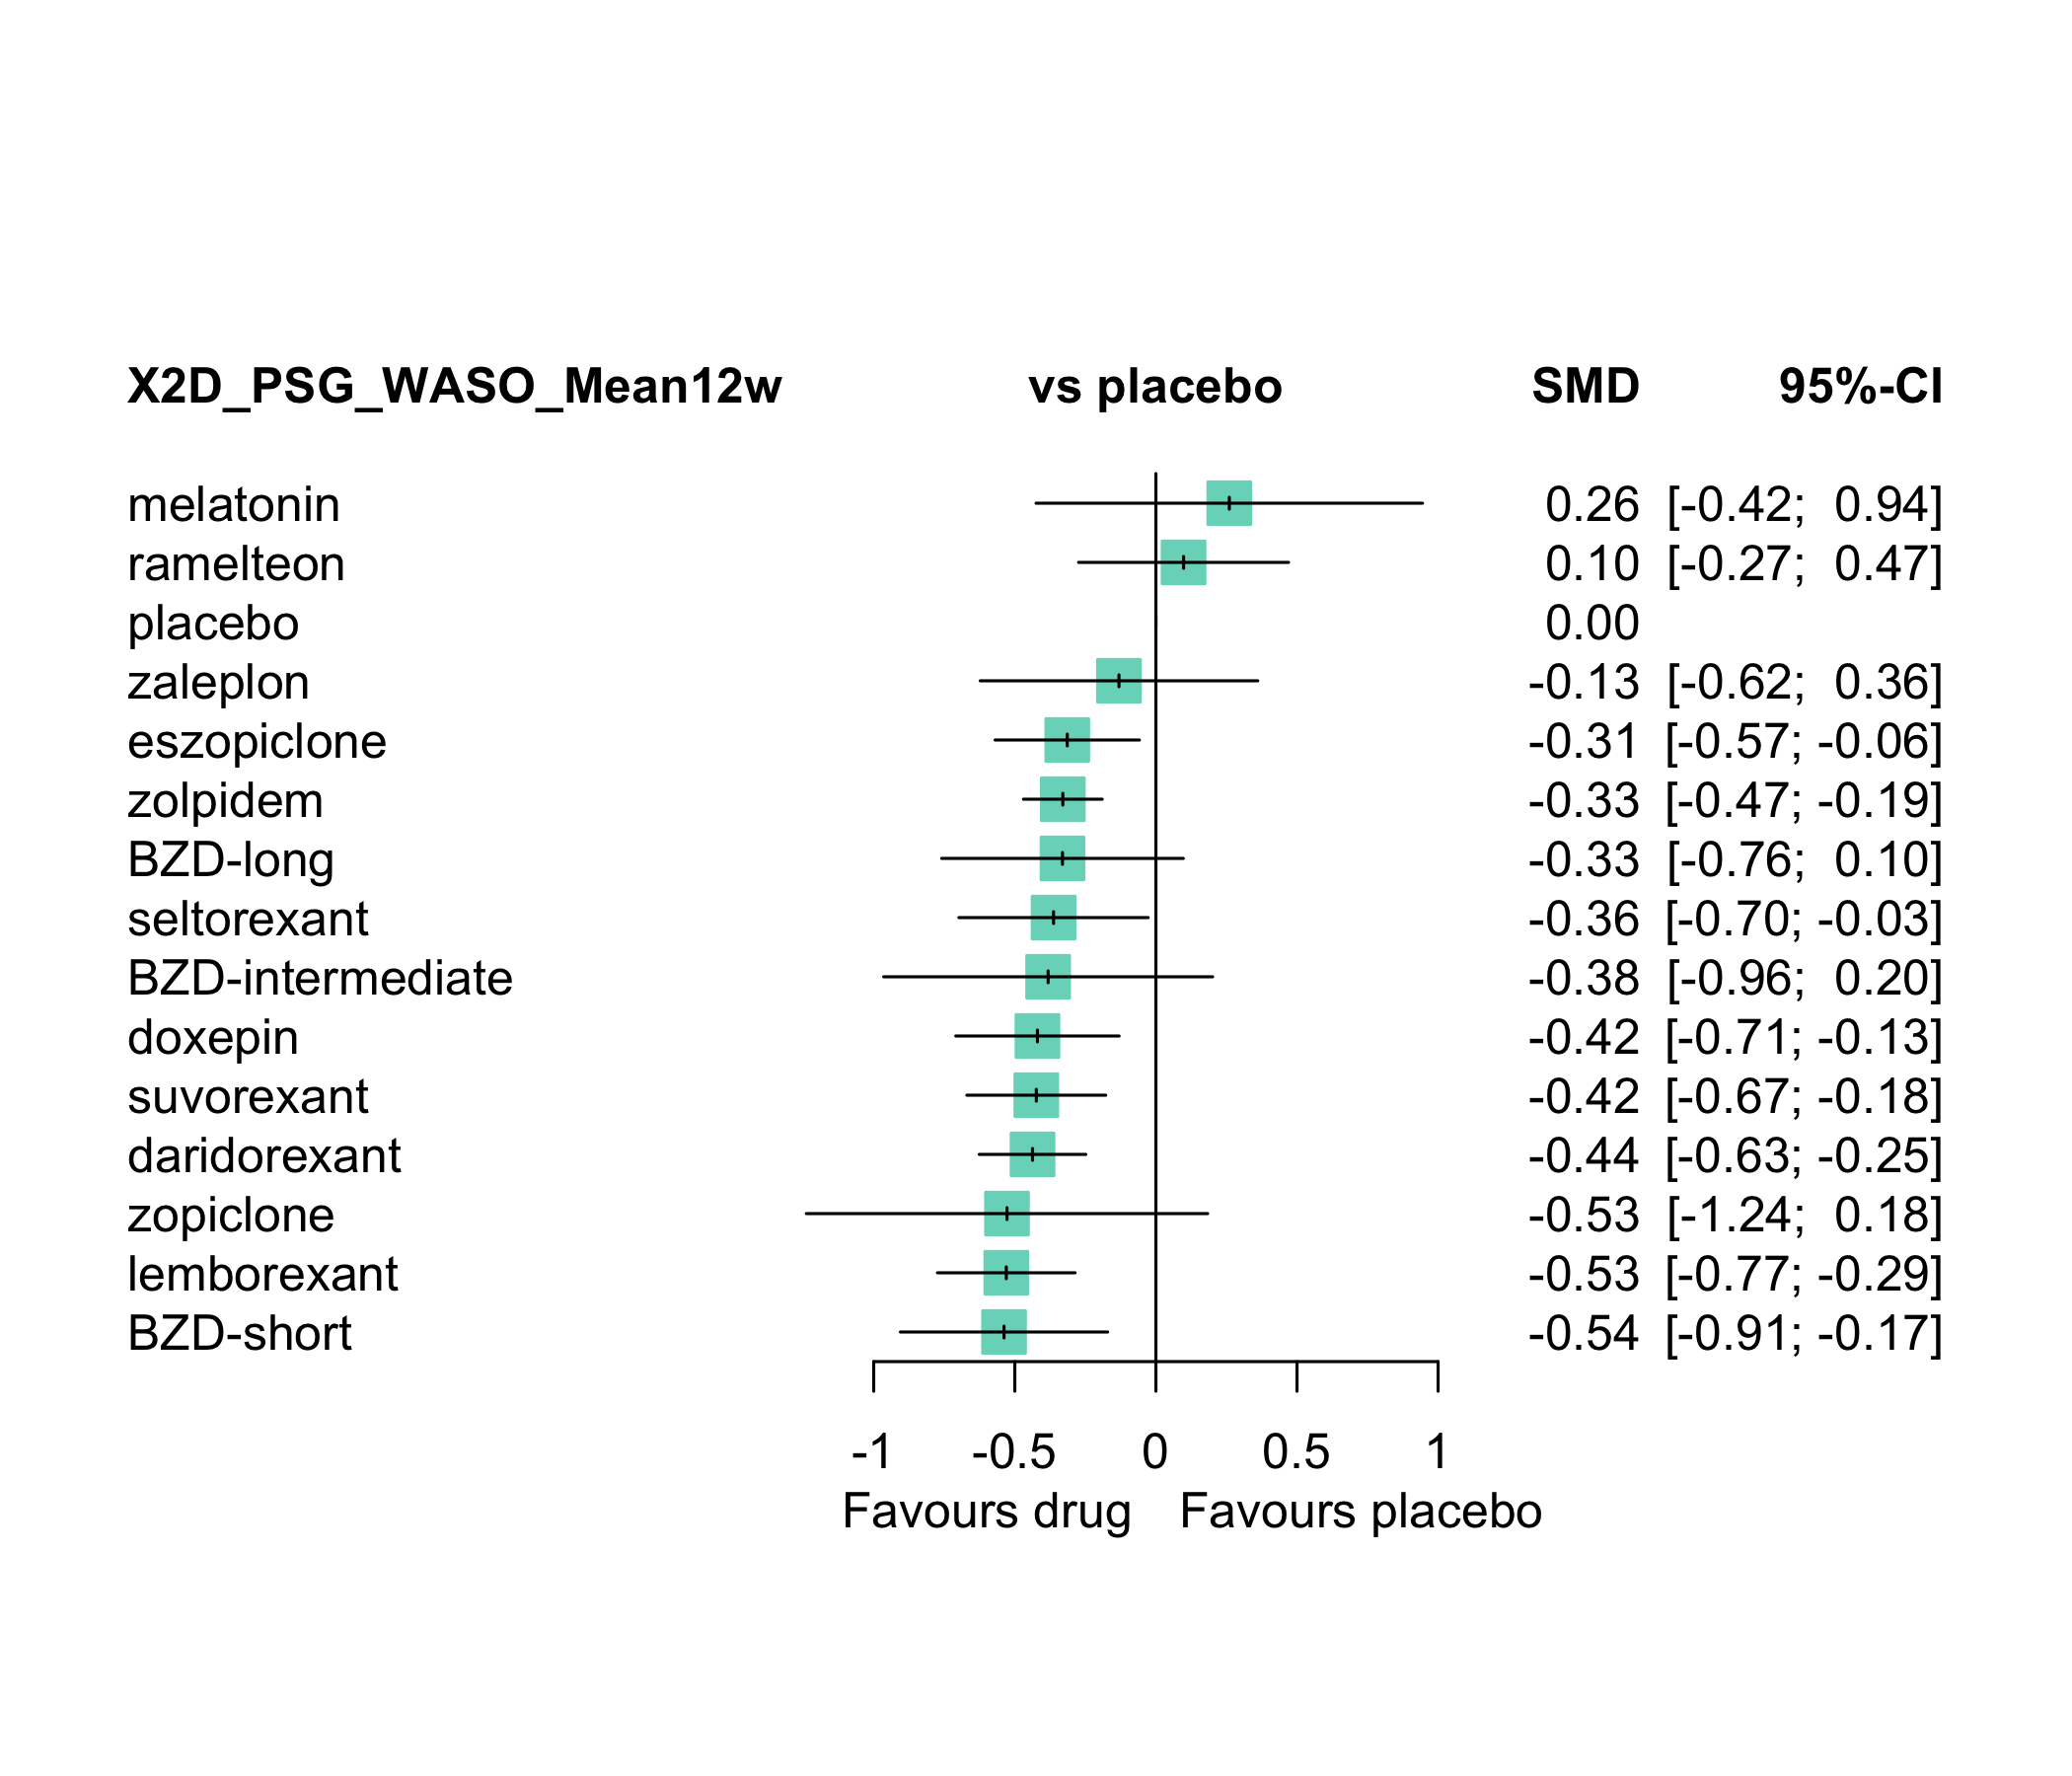 X2D_PSG_WASO_Mean12w vs placebo SMD 95%-CI
melatonin 0.26 [-0.42; 0.94]
ramelteon 0.10 [-0.27; 0.47]
placebo 0.00
zaleplon -0.13 [-0.62; 0.36]
eszopiclone -0.31 [-0.57; -0.06]
zolpidem -0.33 [-0.47; -0.19]
BZD-long -0.33 [-0.76; 0.10]
seltorexant -0.36 [-0.70; -0.03]
BZD-intermediate -0.38 [-0.96; 0.20]
doxepin -0.42 [-0.71; -0.13]
suvorexant -0.42 [-0.67; -0.18]
daridorexant -0.44 [-0.63; -0.25]
zopiclone -0.53 [-1.24; 0.18]
lemborexant -0.53 [-0.77; -0.29]
BZD-short -0.54 [-0.91; -0.17]
-1 -0.5 0 0.5 1
Favours drug Favours placebo